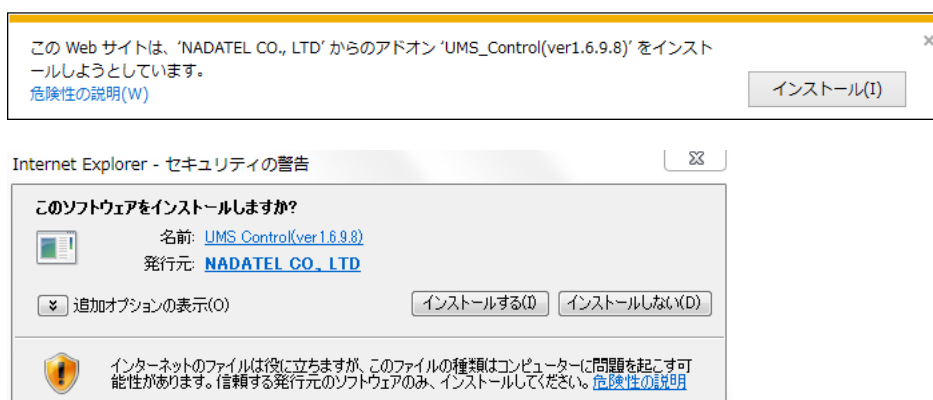 この Web サイトは、'NADATEL CO., LTD' からのアドオン 'UMS_Control(ver1.6.9.8)' をインスト
ールしようとしています。
危険性の説明(W)
インストール(I)
Internet Explorer - セキュリティの警告
このソフトウェアをインストールしますか?
名前: UMS Control(ver1.6.9.8)
発行元: NADATEL CO., LTD
追加オプションの表示(O)
インストールする(I)
インストールしない(D)
インターネットのファイルは役に立ちますが、このファイルの種類はコンピューターに問題を起こす可
能性があります。信頼する発行元のソフトウェアのみ、インストールしてください。危険性の説明